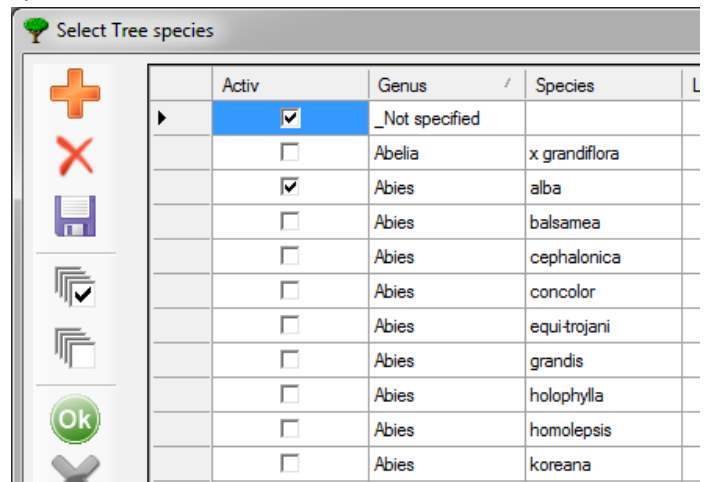 Select Tree species
Activ Genus Species L
_Not specified
Abelia x grandiflora
Abies alba
Abies balsamea
Abies cephalonica
Abies concolor
Abies equi-trojani
Abies grandis
Abies holophylla
Abies homolepsis
Abies koreana
Ok